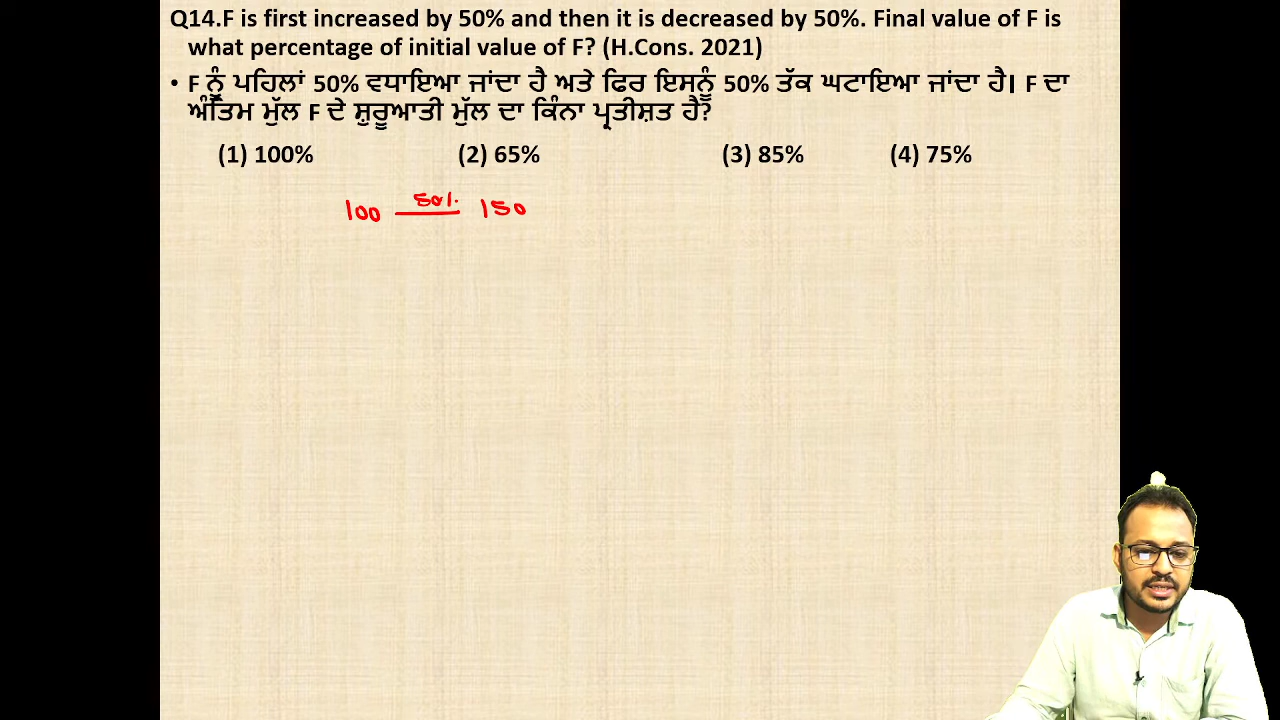 Q14.F is first increased by 50% and then it is decreased by 50%. Final value of F is
what percentage of initial value of F? (H.Cons. 2021)
• F ਨੂੰ ਪਹਿਲਾਂ 50% ਵਧਾਇਆ ਜਾਂਦਾ ਹੈ ਅਤੇ ਫਿਰ ਇਸਨੂੰ 50% ਤੱਕ ਘਟਾਇਆ ਜਾਂਦਾ ਹੈ। F ਦਾ
ਅੰਤਿਮ ਮੁੱਲ F ਦੇ ਸ਼ੁਰੂਆਤੀ ਮੁੱਲ ਦਾ ਕਿੰਨਾ ਪ੍ਰਤੀਸ਼ਤ ਹੈ?
(1) 100% (2) 65% (3) 85% (4) 75%
100 50% 150